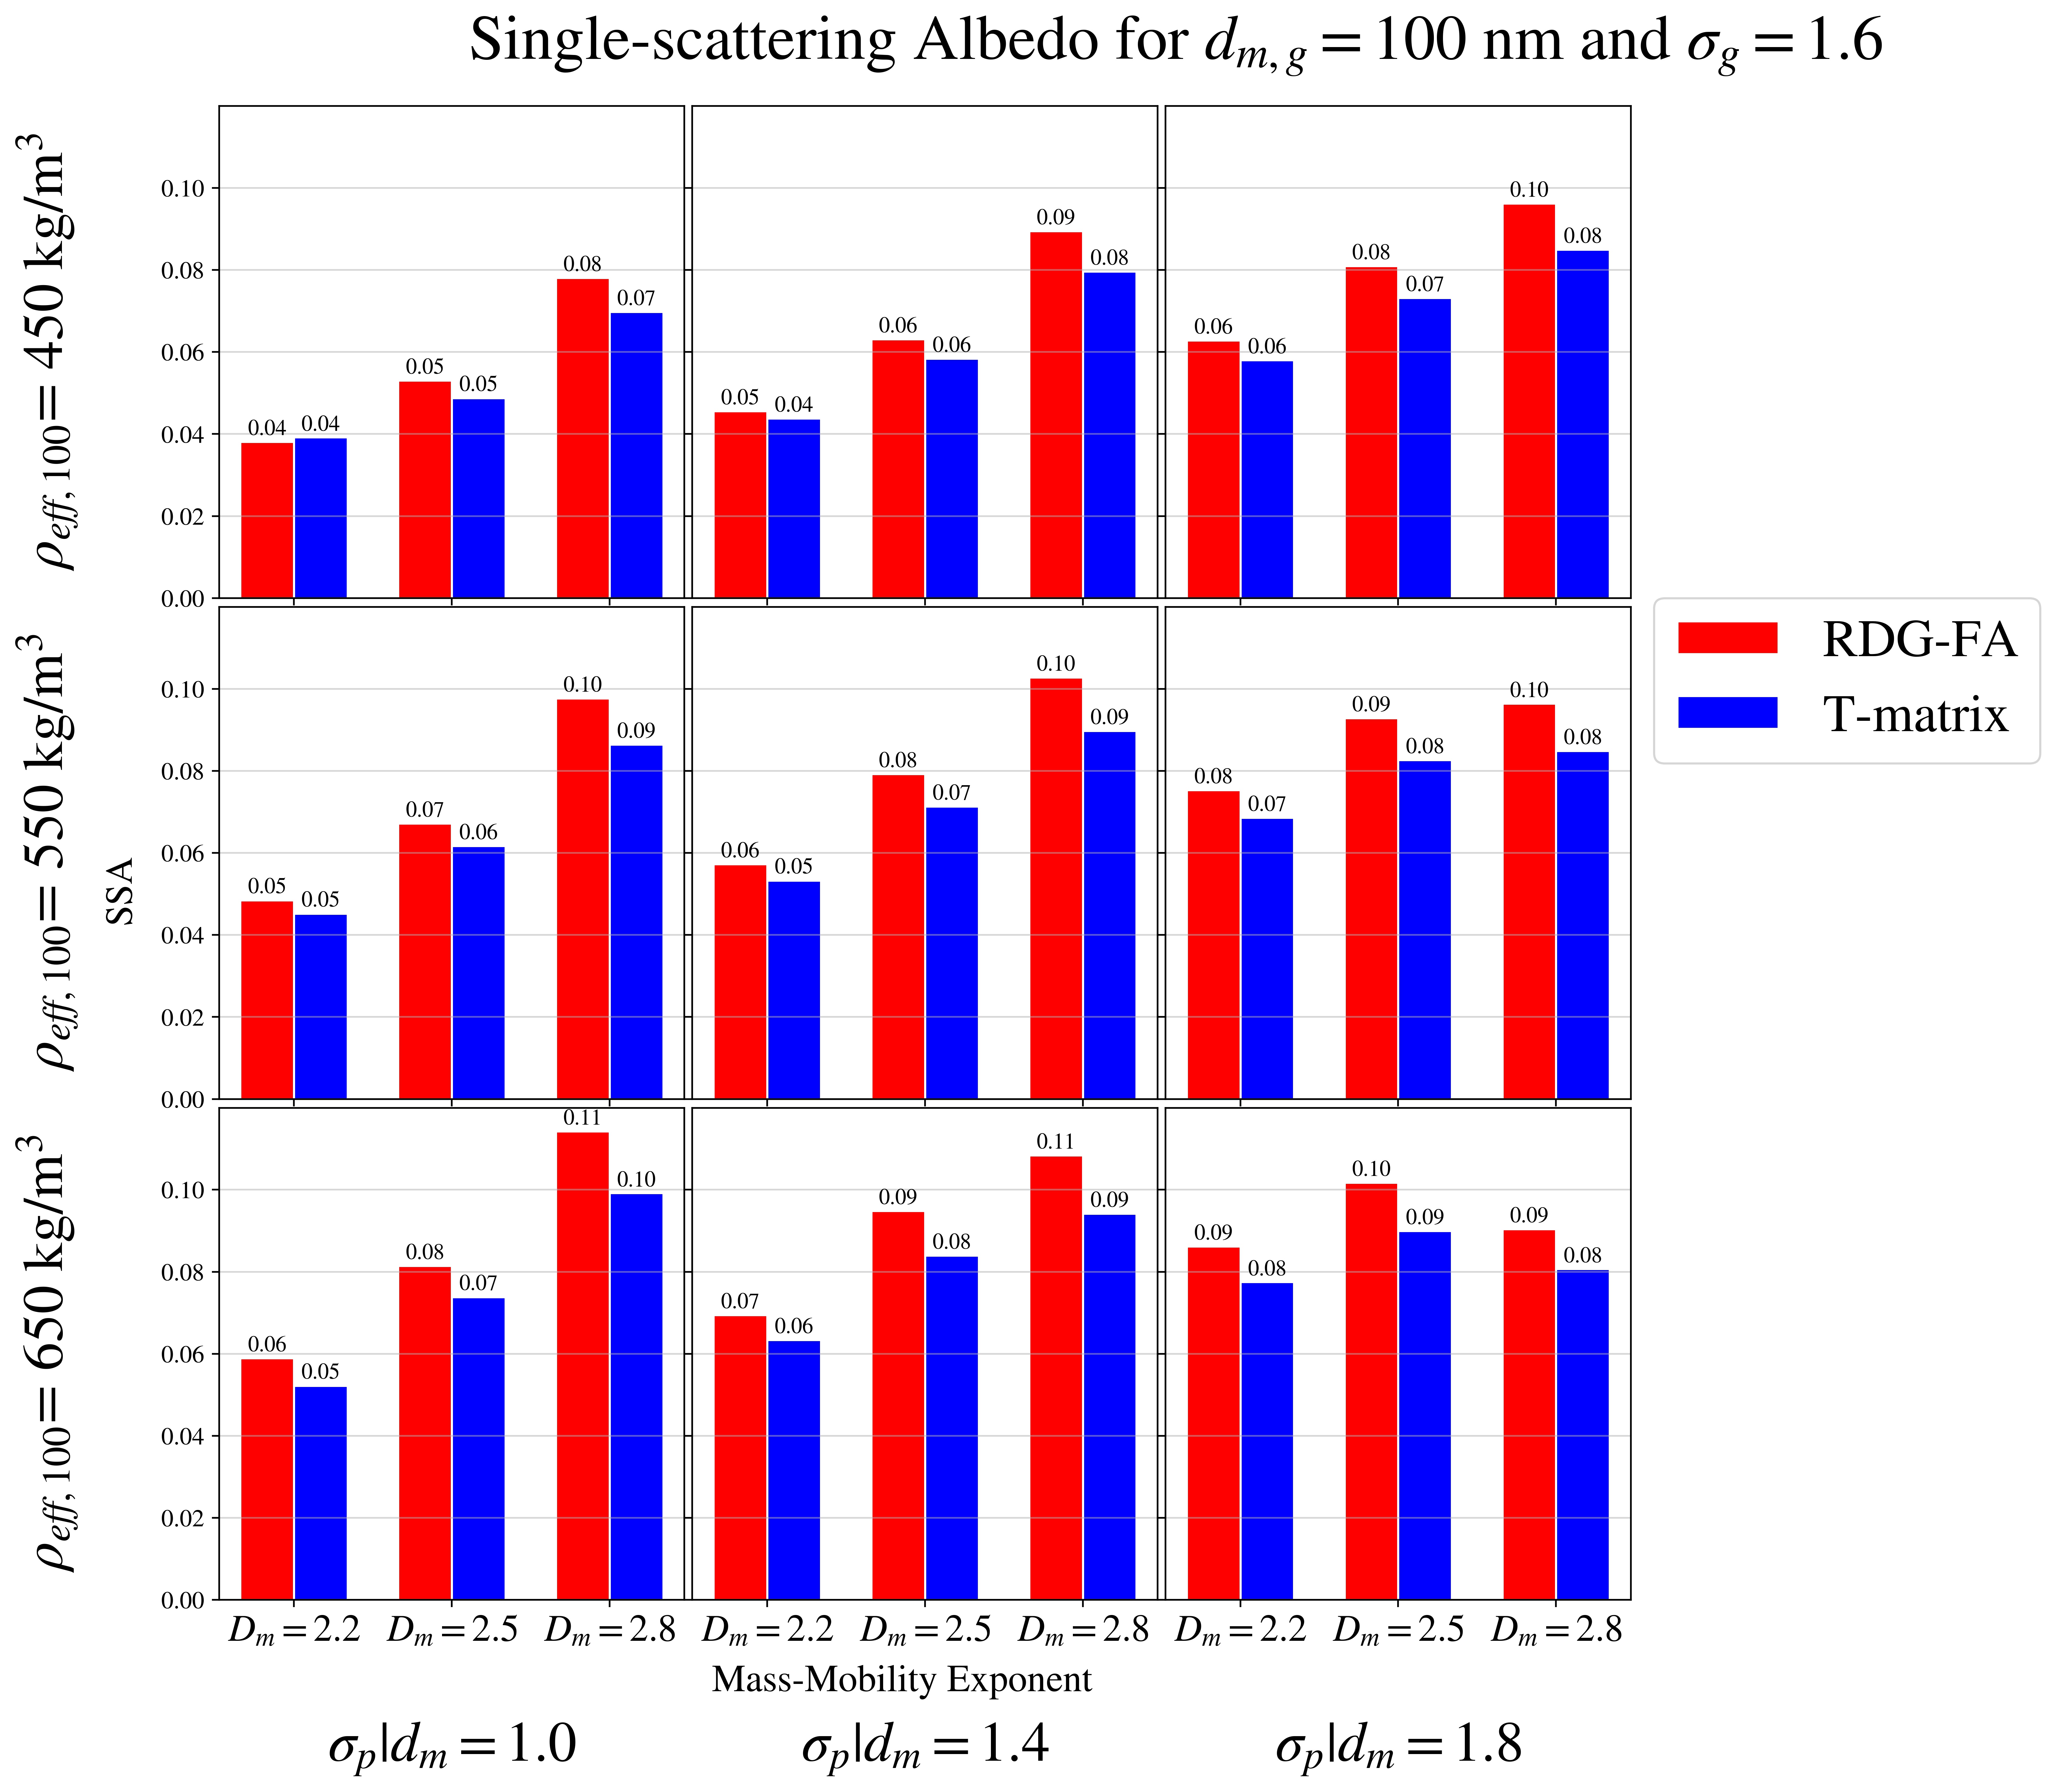 Single-scattering Albedo for d_{m,g} = 100 nm and σ_g = 1.6
ρ_{eff,100} = 450 kg/m³
0.10
0.08
0.06
0.04
0.02
0.00
0.04 0.04 0.05 0.05 0.08 0.07
0.05 0.04 0.06 0.06 0.09 0.08
0.06 0.06 0.08 0.07 0.10 0.08
ρ_{eff,100} = 550 kg/m³
SSA
0.10
0.08
0.06
0.04
0.02
0.00
0.05 0.05 0.07 0.06 0.10 0.09
0.06 0.05 0.08 0.07 0.10 0.09
0.08 0.07 0.09 0.08 0.10 0.08
RDG-FA
T-matrix
ρ_{eff,100} = 650 kg/m³
0.10
0.08
0.06
0.04
0.02
0.00
0.06 0.05 0.08 0.07 0.11 0.10
0.07 0.06 0.09 0.08 0.11 0.09
0.09 0.08 0.10 0.09 0.09 0.08
D_m = 2.2 D_m = 2.5 D_m = 2.8 D_m = 2.2 D_m = 2.5 D_m = 2.8 D_m = 2.2 D_m = 2.5 D_m = 2.8
Mass-Mobility Exponent
σ_p|d_m = 1.0 σ_p|d_m = 1.4 σ_p|d_m = 1.8